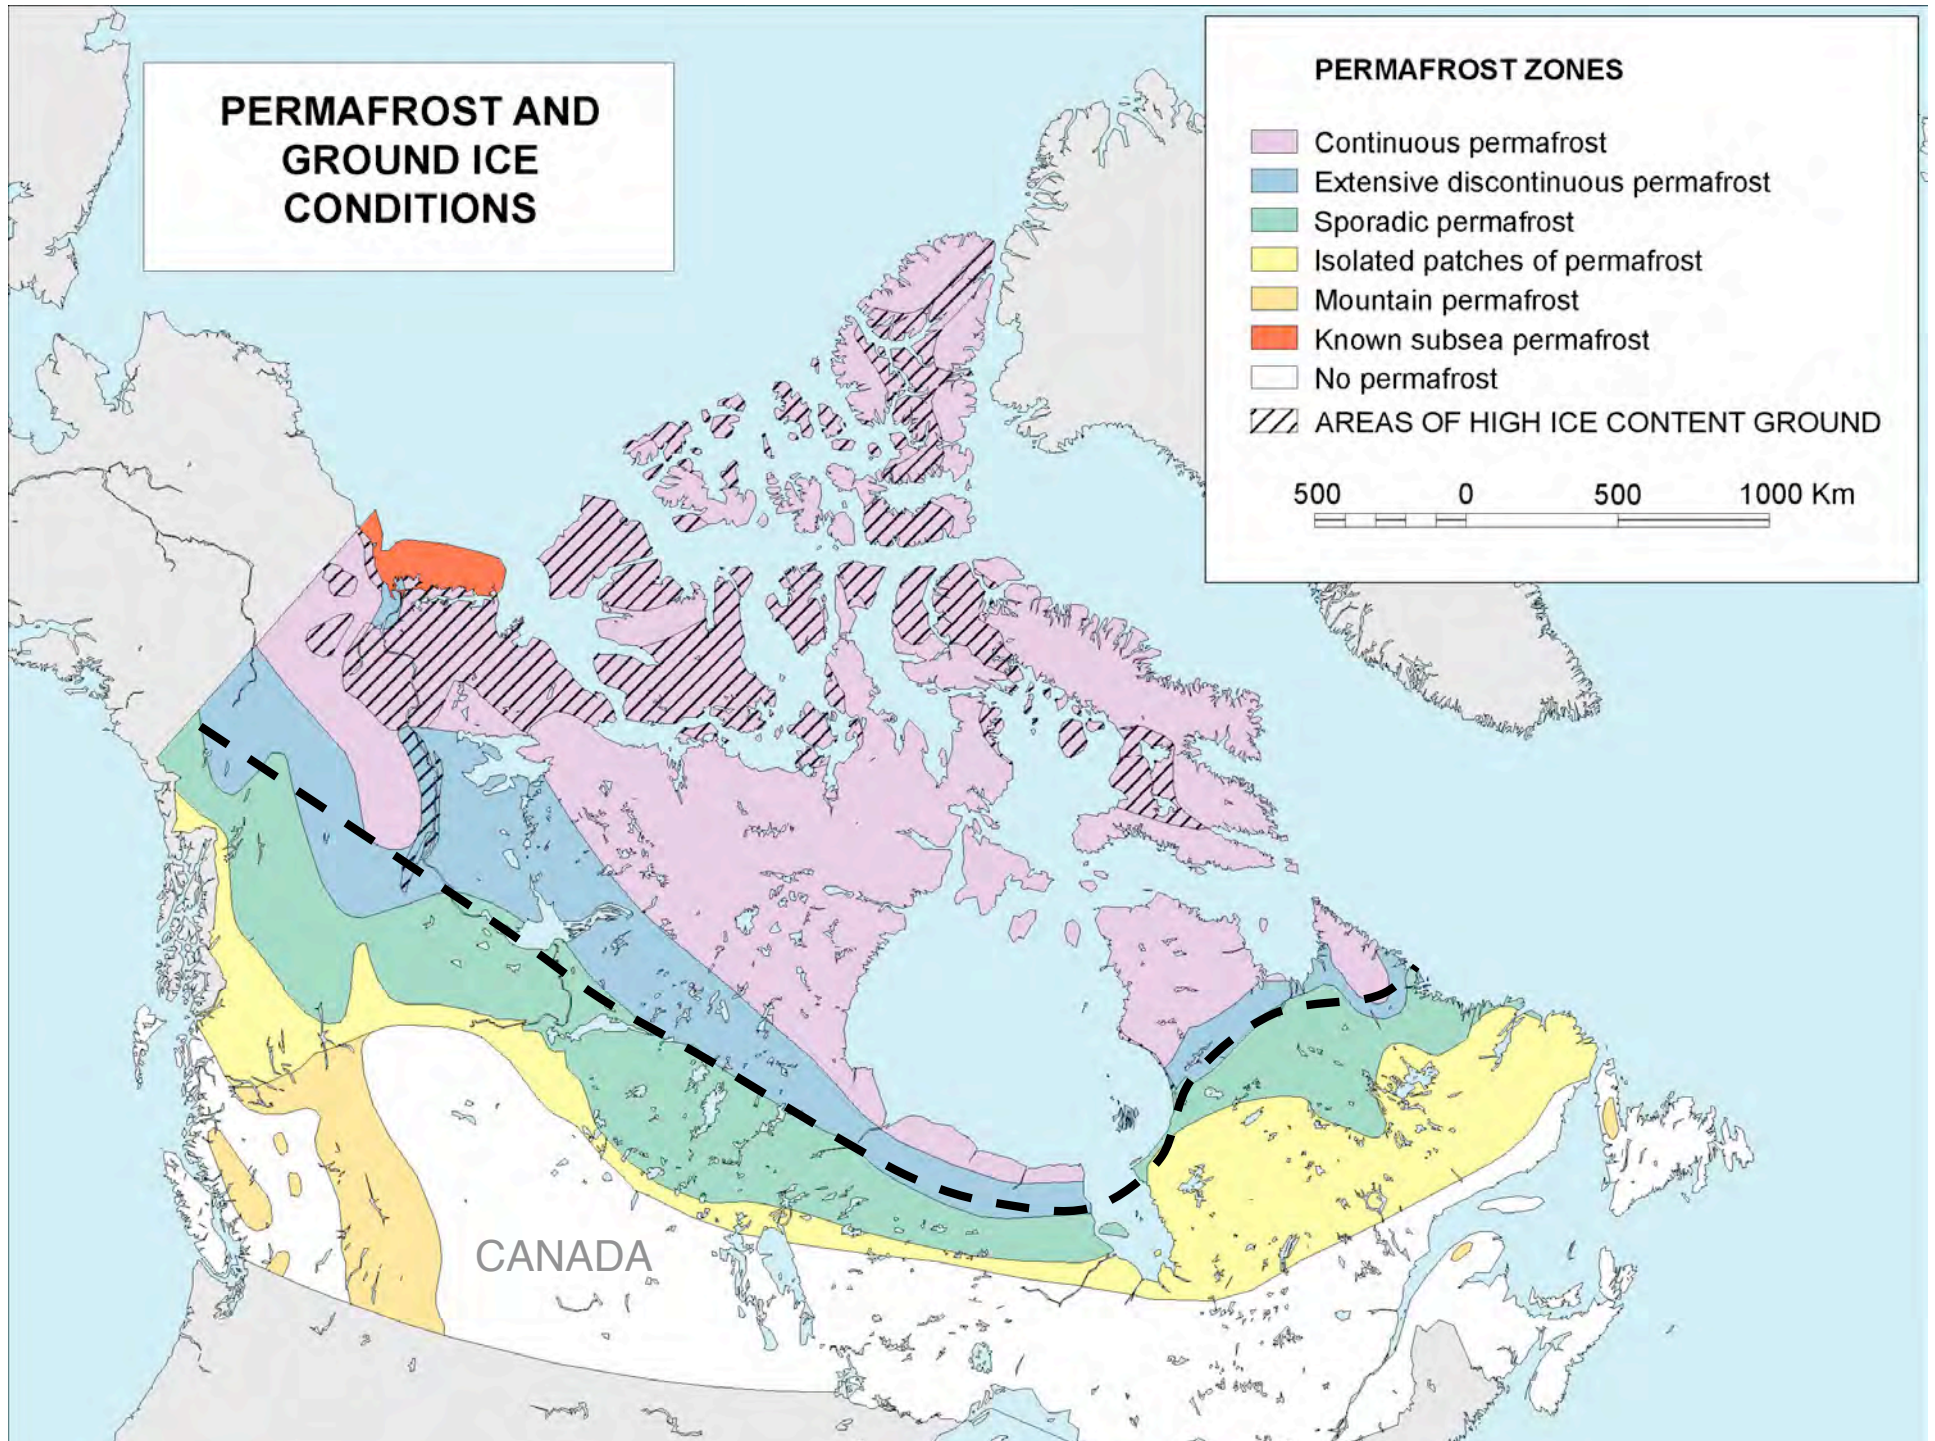 PERMAFROST AND
GROUND ICE
CONDITIONS
PERMAFROST ZONES
Continuous permafrost
Extensive discontinuous permafrost
Sporadic permafrost
Isolated patches of permafrost
Mountain permafrost
Known subsea permafrost
No permafrost
AREAS OF HIGH ICE CONTENT GROUND
500 0 500 1000 Km
CANADA